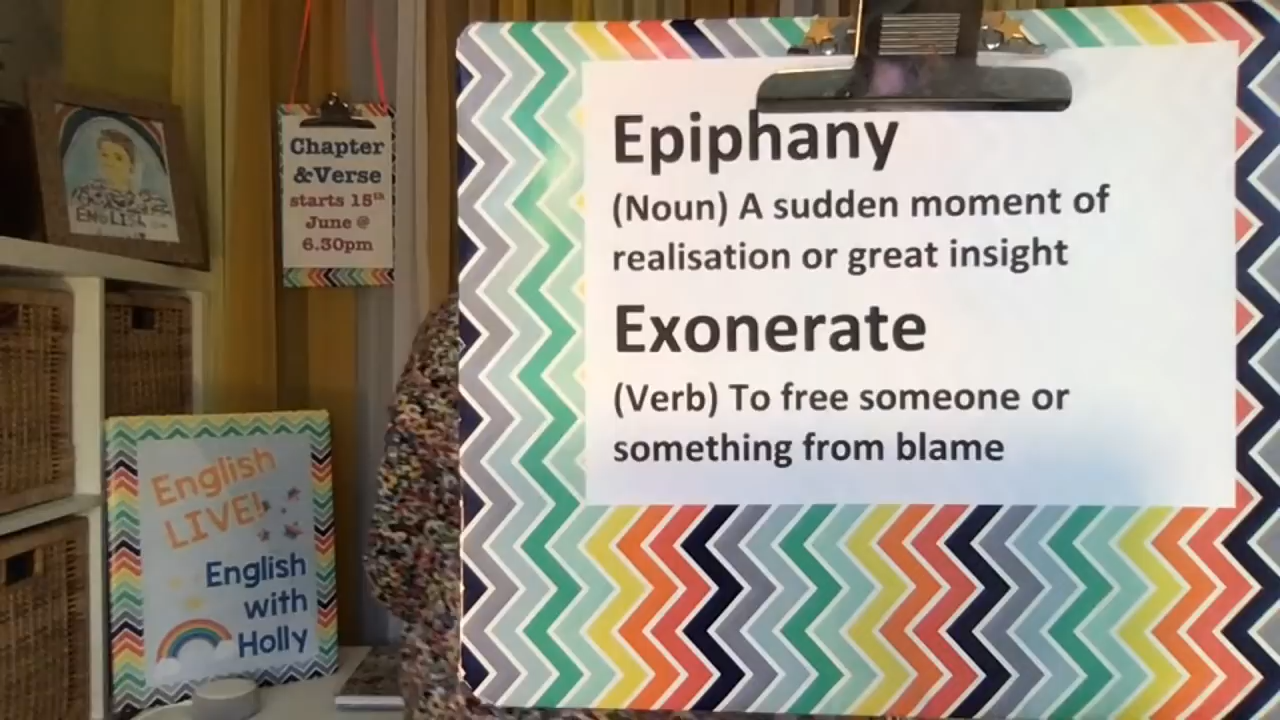 Epiphany
(Noun) A sudden moment of
realisation or great insight
Exonerate
(Verb) To free someone or
something from blame
Chapter
&Verse
starts 15th
June @
6.30pm
English
LIVE!
English
with
Holly